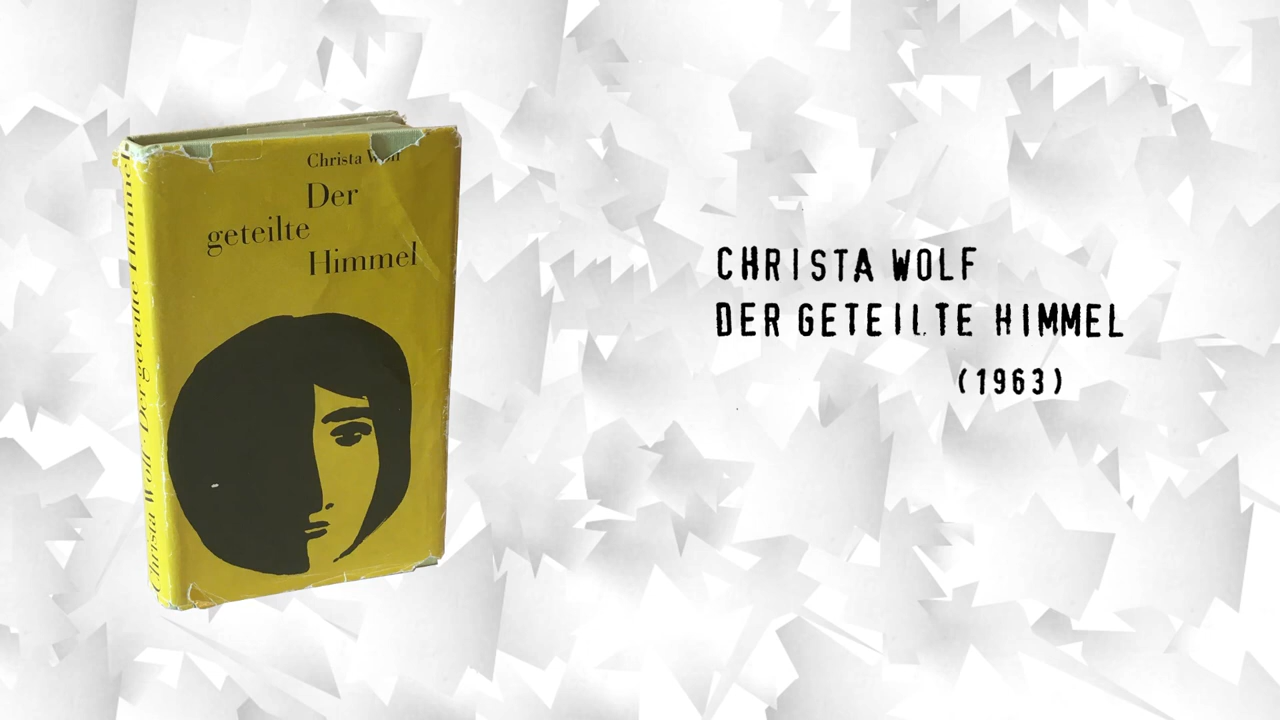 Christa Wolf
Der
geteilte
Himmel
Christa Wolf Der geteilte Himmel
CHRISTA WOLF
DER GETEILTE HIMMEL
(1963)